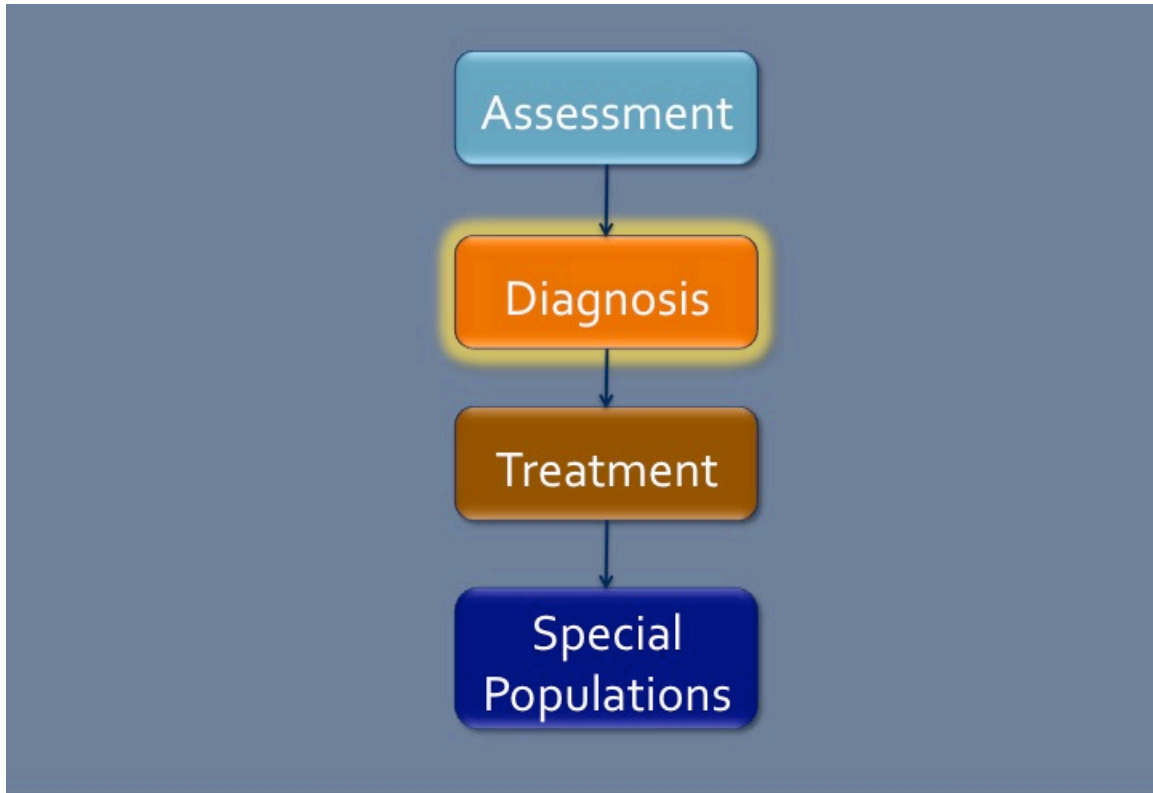 Assessment
Diagnosis
Treatment
Special
Populations